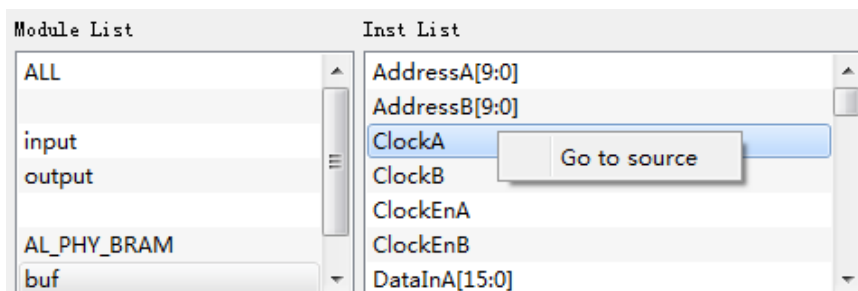 Module List
ALL
input
output
AL_PHY_BRAM
buf
Inst List
AddressA[9:0]
AddressB[9:0]
ClockA
Go to source
ClockB
ClockEnA
ClockEnB
DataInA[15:0]